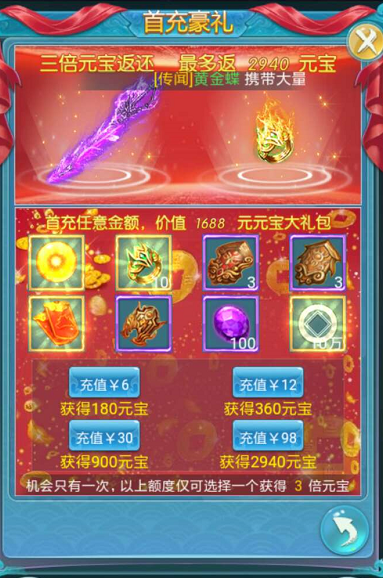 首充豪礼
三倍元宝返还 最多返 2940 元宝
[传闻]黄金蝶 携带大量
首充任意金额，价值 1688 元元宝大礼包
10
3
3
100
10万
充值￥6
充值￥12
获得180元宝
获得360元宝
充值￥30
充值￥98
获得900元宝
获得2940元宝
机会只有一次，以上额度仅可选择一个获得 3 倍元宝